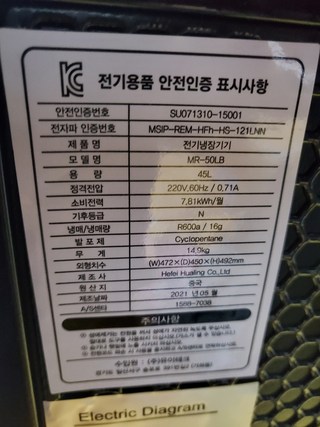 KC 전기용품 안전인증 표시사항
안전인증번호 SU071310-15001
전자파 인증번호 MSIP-REM-HFh-HS-121LNN
제 품 명 전기냉장기기
모 델 명 MR-50LB
용 량 45L
정격전압 220V,60Hz / 0,71A
소비전력 7,81kWh/월
기후등급 N
냉매/냉매량 R600a / 16g
발 포 제 Cyclopentane
무 게 14.9kg
외형치수 (W)472×(D)450×(H)492mm
제 조 사 Hefei Hualing Co.,Ltd
원 산 지 중국
제조날짜 2021 년 05 월
A/S센타 1588-7038
주의사항
Electric Diagram